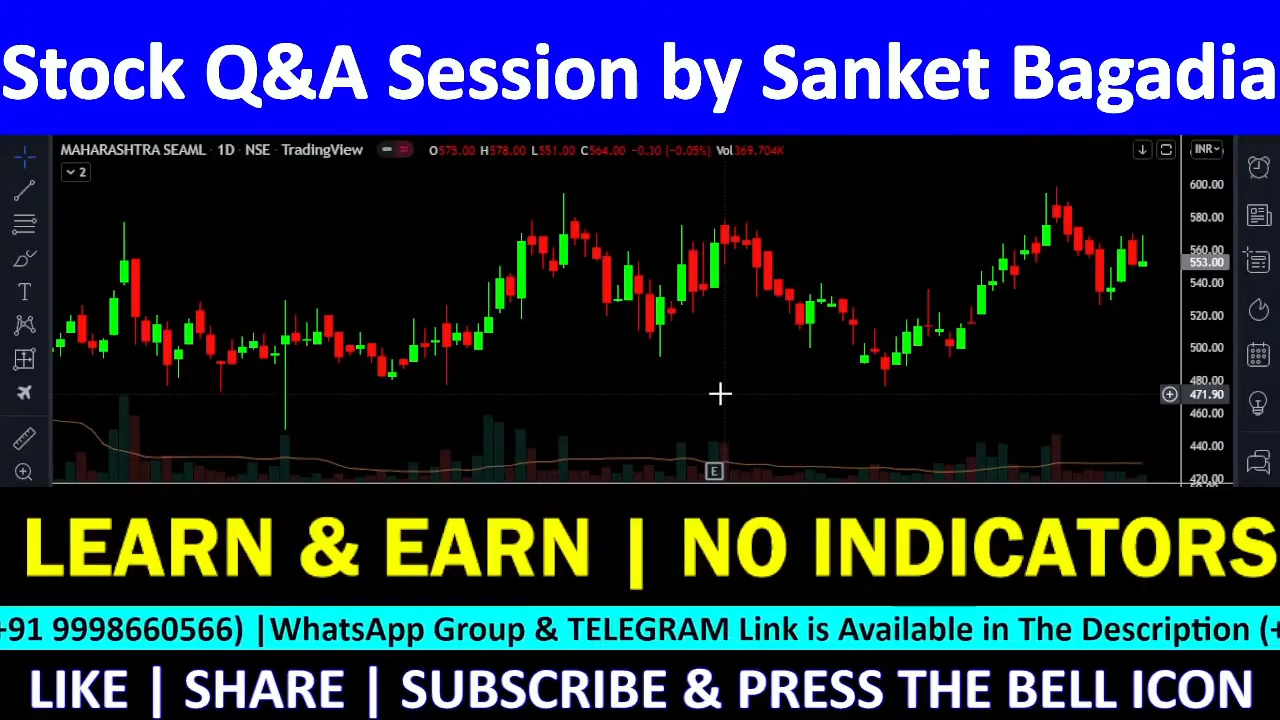 Stock Q&A Session by Sanket Bagadia
MAHARASHTRA SEAML · 1D · NSE · TradingView O575.00 H578.00 L551.00 C564.00 −0.30 (−0.05%) Vol369.704K INR
2
600.00
580.00
560.00
553.00
540.00
520.00
500.00
480.00
471.90
460.00
440.00
E
420.00
LEARN & EARN | NO INDICATORS
+91 9998660566) |WhatsApp Group & TELEGRAM Link is Available in The Description (+
LIKE | SHARE | SUBSCRIBE & PRESS THE BELL ICON